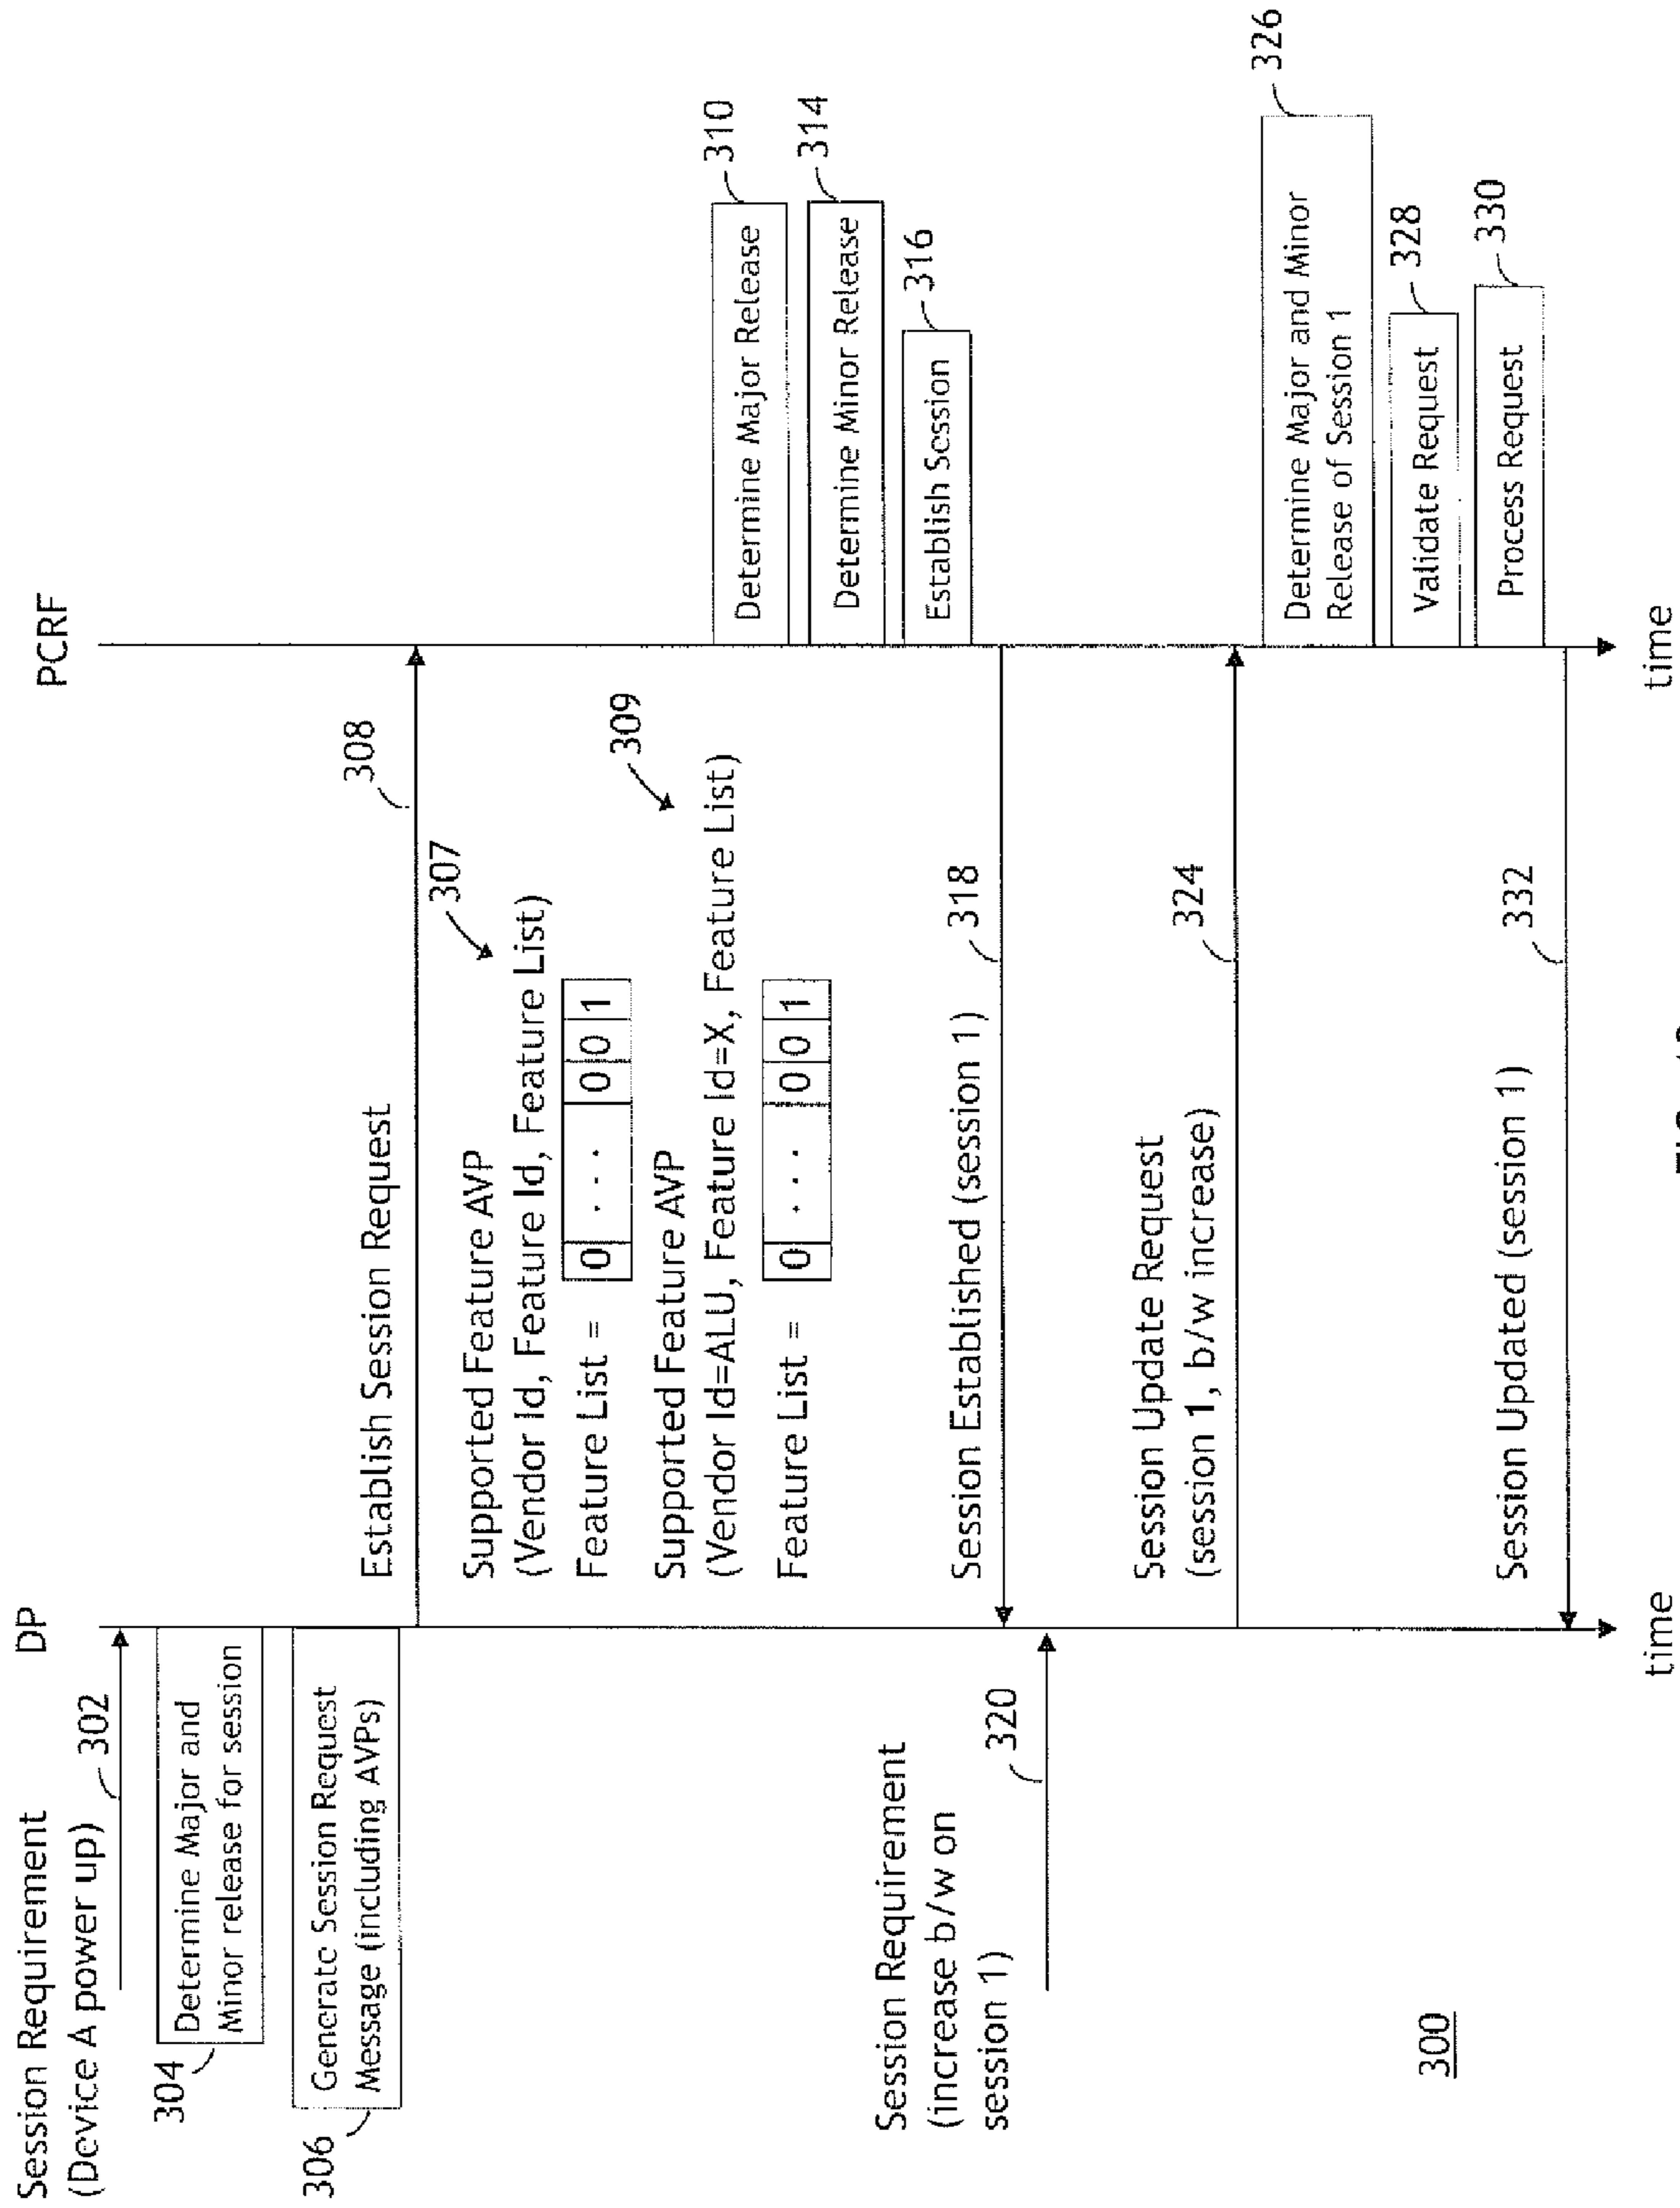 Session Requirement
(Device A power up)
302
DP
PCRF
304
Determine Major and
Minor release for session
306
Generate Session Request
Message (including AVPs)
Establish Session Request
308
307
Supported Feature AVP
(Vendor Id, Feature Id, Feature List)
Feature List = 0 ... 0 0 1
309
Supported Feature AVP
(Vendor Id=ALU, Feature Id=X, Feature List)
Feature List = 0 ... 0 0 1
Determine Major Release
310
Determine Minor Release
314
Establish Session
316
Session Established (session 1)
318
Session Requirement
(increase b/w on
session 1)
320
Session Update Request
(session 1, b/w increase)
324
Determine Major and Minor
Release of Session 1
326
Validate Request
328
Process Request
330
Session Updated (session 1)
332
time
time
300